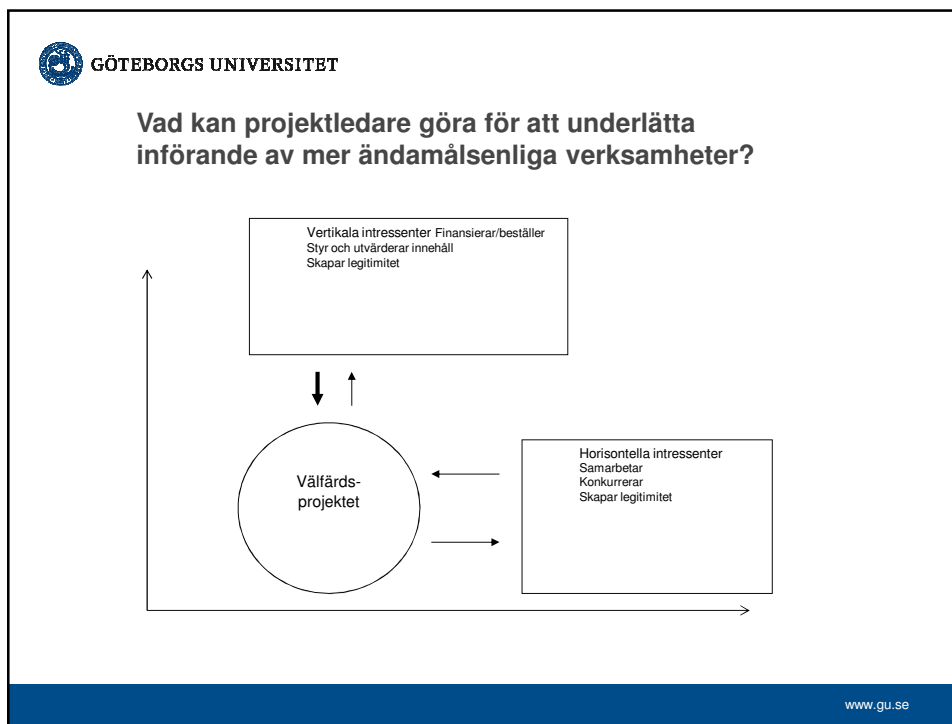 GÖTEBORGS UNIVERSITET
Vad kan projektledare göra för att underlätta
införande av mer ändamålsenliga verksamheter?
Vertikala intressenter Finansierar/beställer
Styr och utvärderar innehåll
Skapar legitimitet
Välfärds-
projektet
Horisontella intressenter
Samarbetar
Konkurrerar
Skapar legitimitet
www.gu.se